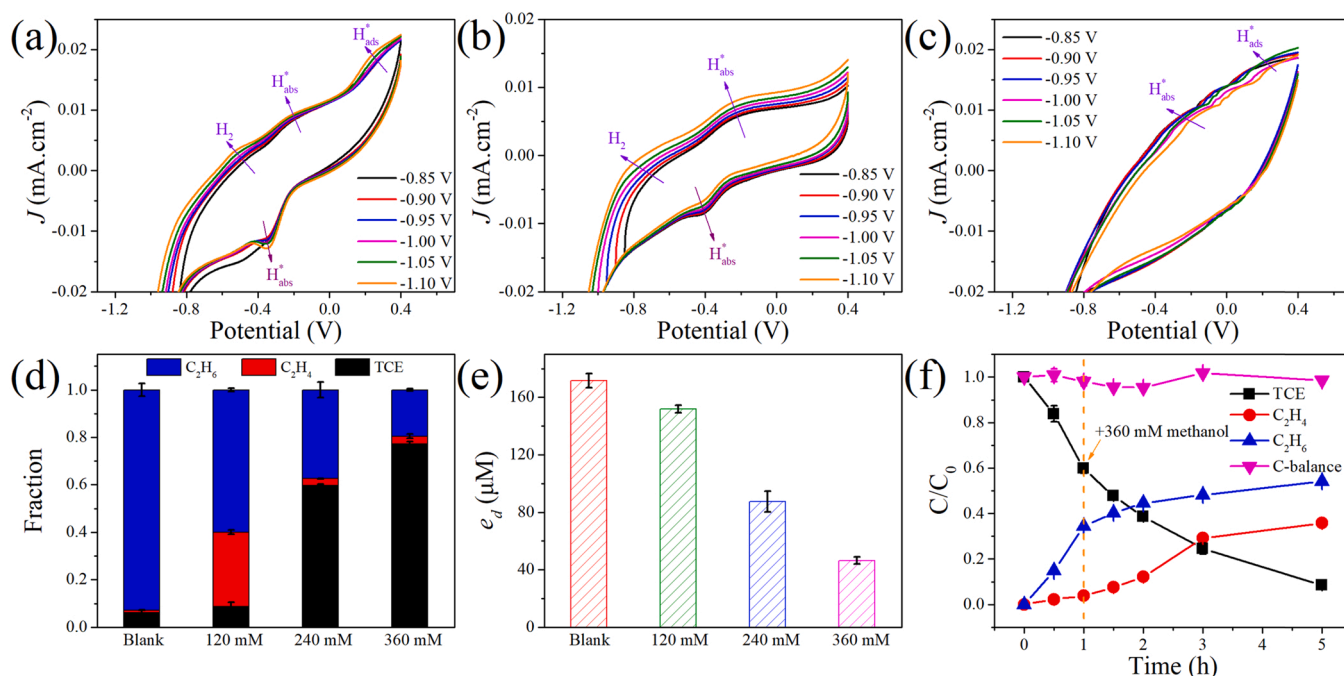 (a)
0.02
0.01
0.00
-0.01
-0.02
J (mA.cm-2)
H*ads
H*abs
H2
H*abs
-0.85 V
-0.90 V
-0.95 V
-1.00 V
-1.05 V
-1.10 V
-1.2 -0.8 -0.4 0.0 0.4
Potential (V)
(b)
0.02
0.01
0.00
-0.01
-0.02
J (mA.cm-2)
H*abs
H2
H*abs
-0.85 V
-0.90 V
-0.95 V
-1.00 V
-1.05 V
-1.10 V
-1.2 -0.8 -0.4 0.0 0.4
Potential (V)
(c)
0.02
0.01
0.00
-0.01
-0.02
J (mA.cm-2)
-0.85 V
-0.90 V
-0.95 V
-1.00 V
-1.05 V
-1.10 V
H*ads
H*abs
-1.2 -0.8 -0.4 0.0 0.4
Potential (V)
(d)
C2H6 C2H4 TCE
1.0
0.8
0.6
0.4
0.2
0.0
Fraction
Blank 120 mM 240 mM 360 mM
(e)
160
120
80
40
0
ed (μM)
Blank 120 mM 240 mM 360 mM
(f)
1.0
0.8
0.6
0.4
0.2
0.0
C/C0
TCE
C2H4
C2H6
C-balance
+360 mM methanol
0 1 2 3 4 5
Time (h)